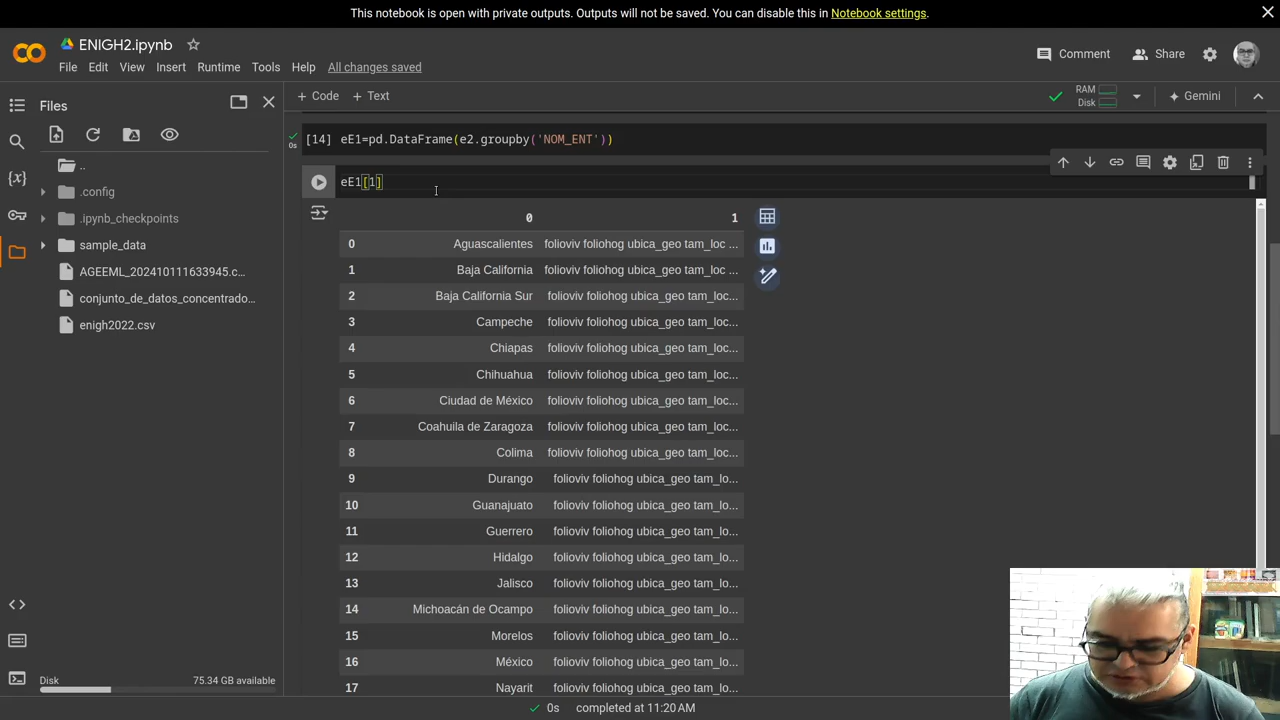 This notebook is open with private outputs. Outputs will not be saved. You can disable this in Notebook settings.
ENIGH2.ipynb
Comment
Share
File Edit View Insert Runtime Tools Help All changes saved
Files
+ Code + Text
RAM
Disk
Gemini
[14] eE1=pd.DataFrame(e2.groupby('NOM_ENT'))
0s
..
.config
.ipynb_checkpoints
sample_data
AGEEML_202410111633945.c...
conjunto_de_datos_concentrado...
enigh2022.csv
eE1[1]
0 1
0 Aguascalientes folioviv foliohog ubica_geo tam_loc ...
1 Baja California folioviv foliohog ubica_geo tam_loc ...
2 Baja California Sur folioviv foliohog ubica_geo tam_loc...
3 Campeche folioviv foliohog ubica_geo tam_loc...
4 Chiapas folioviv foliohog ubica_geo tam_loc...
5 Chihuahua folioviv foliohog ubica_geo tam_loc...
6 Ciudad de México folioviv foliohog ubica_geo tam_loc...
7 Coahuila de Zaragoza folioviv foliohog ubica_geo tam_loc...
8 Colima folioviv foliohog ubica_geo tam_loc...
9 Durango folioviv foliohog ubica_geo tam_lo...
10 Guanajuato folioviv foliohog ubica_geo tam_lo...
11 Guerrero folioviv foliohog ubica_geo tam_lo...
12 Hidalgo folioviv foliohog ubica_geo tam_lo...
13 Jalisco folioviv foliohog ubica_geo tam_lo...
14 Michoacán de Ocampo folioviv foliohog ubica_geo tam_lo...
15 Morelos folioviv foliohog ubica_geo tam_lo...
16 México folioviv foliohog ubica_geo tam_lo...
17 Nayarit folioviv foliohog ubica_geo tam_lo...
Disk 75.34 GB available
0s completed at 11:20 AM